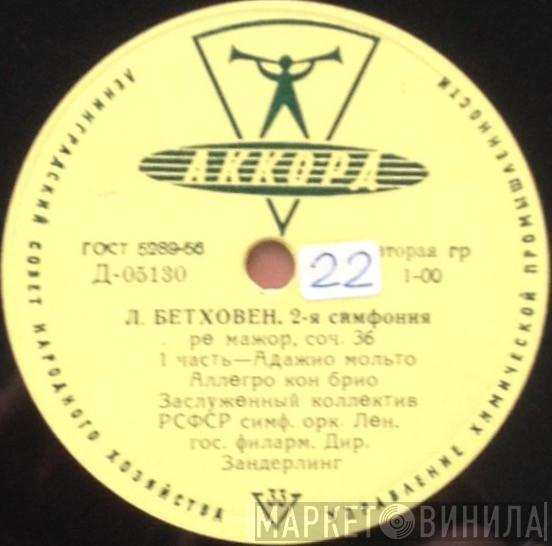 ЛЕНИНГРАДСКИЙ СОВЕТ НАРОДНОГО ХОЗЯЙСТВА
УПРАВЛЕНИЕ ХИМИЧЕСКОЙ ПРОМЫШЛЕННОСТИ
АККОРД
ГОСТ 5289-56
вторая гр
Д-05130
22
1-00
Л. БЕТХОВЕН. 2-я симфония
ре мажор, соч. 36
1 часть—Адажио мольто
Аллегро кон брио
Заслуженный коллектив
РСФСР симф. орк. Лен.
гос. филарм. Дир.
Зандерлинг
33
МАРКЕТ ВИНИЛА